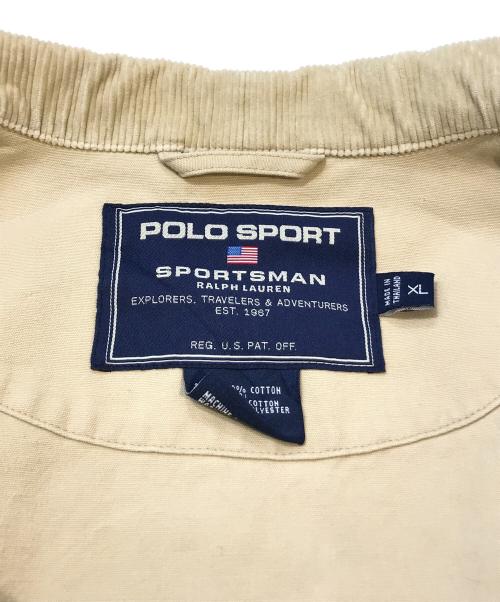 POLO SPORT
SPORTSMAN
RALPH LAUREN
EXPLORERS, TRAVELERS & ADVENTURERS
EST. 1967
REG. U.S. PAT. OFF.
XL
MADE IN
THAILAND
% COTTON
COTTON
MACHINE